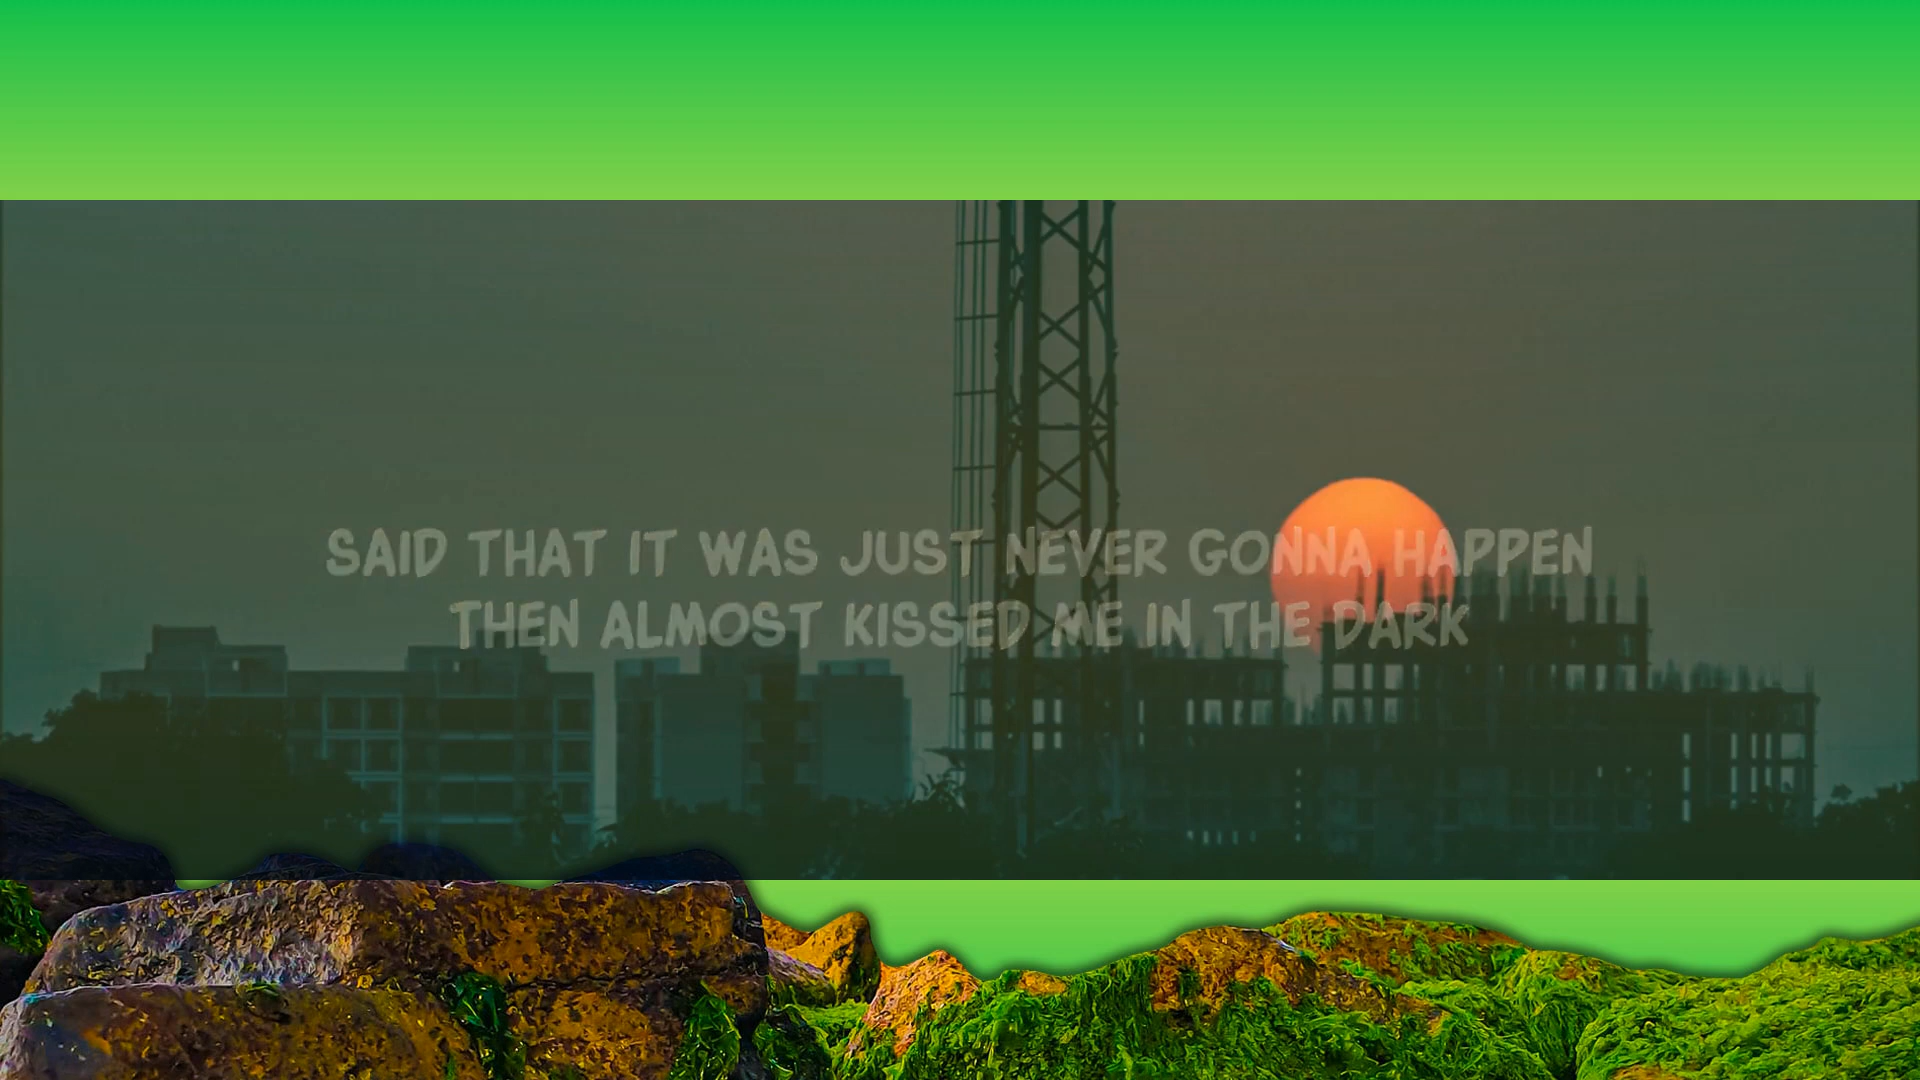 SAID THAT IT WAS JUST NEVER GONNA HAPPEN
THEN ALMOST KISSED ME IN THE DARK